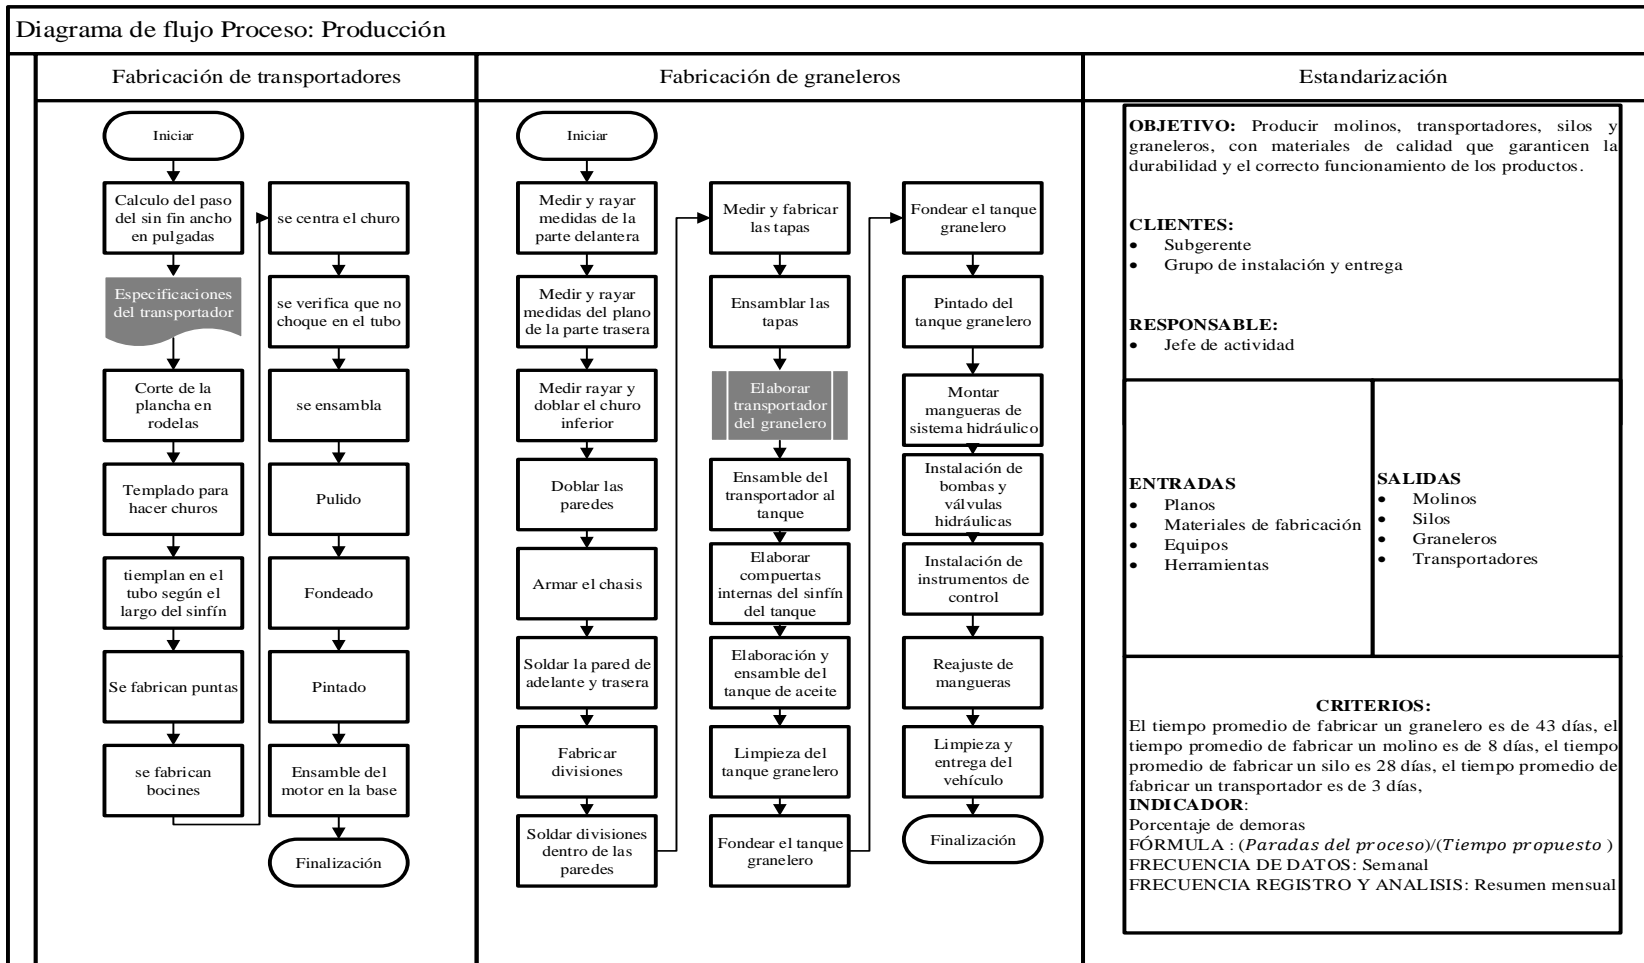 Diagrama de flujo Proceso: Producción
Fabricación de transportadores
Iniciar
Calculo del paso
del sin fin ancho
en pulgadas
Especificaciones
del transportador
Corte de la
plancha en
rodelas
Templado para
hacer churos
tiemplan en el
tubo según el
largo del sinfín
Se fabrican puntas
se fabrican
bocines
se centra el churo
se verifica que no
choque en el tubo
se ensambla
Pulido
Fondeado
Pintado
Ensamble del
motor en la base
Finalización
Fabricación de graneleros
Iniciar
Medir y rayar
medidas de la
parte delantera
Medir y rayar
medidas del plano
de la parte trasera
Medir rayar y
doblar el churo
inferior
Doblar las
paredes
Armar el chasis
Soldar la pared de
adelante y trasera
Fabricar
divisiones
Soldar divisiones
dentro de las
paredes
Medir y fabricar
las tapas
Ensamblar las
tapas
Elaborar
transportador
del granelero
Ensamble del
transportador al
tanque
Elaborar
compuertas
internas del sinfín
del tanque
Elaboración y
ensamble del
tanque de aceite
Limpieza del
tanque granelero
Fondear el tanque
granelero
Fondear el tanque
granelero
Pintado del
tanque granelero
Montar
mangueras de
sistema hidráulico
Instalación de
bombas y
válvulas
hidráulicas
Instalación de
instrumentos de
control
Reajuste de
mangueras
Limpieza y
entrega del
vehículo
Finalización
Estandarización
OBJETIVO: Producir molinos, transportadores, silos y
graneleros, con materiales de calidad que garanticen la
durabilidad y el correcto funcionamiento de los productos.
CLIENTES:
• Subgerente
• Grupo de instalación y entrega
RESPONSABLE:
• Jefe de actividad
ENTRADAS
• Planos
• Materiales de fabricación
• Equipos
• Herramientas
SALIDAS
• Molinos
• Silos
• Graneleros
• Transportadores
CRITERIOS:
El tiempo promedio de fabricar un granelero es de 43 días, el
tiempo promedio de fabricar un molino es de 8 días, el tiempo
promedio de fabricar un silo es 28 días, el tiempo promedio de
fabricar un transportador es de 3 días,
INDICADOR:
Porcentaje de demoras
FÓRMULA : (Paradas del proceso)/(Tiempo propuesto )
FRECUENCIA DE DATOS: Semanal
FRECUENCIA REGISTRO Y ANALISIS: Resumen mensual